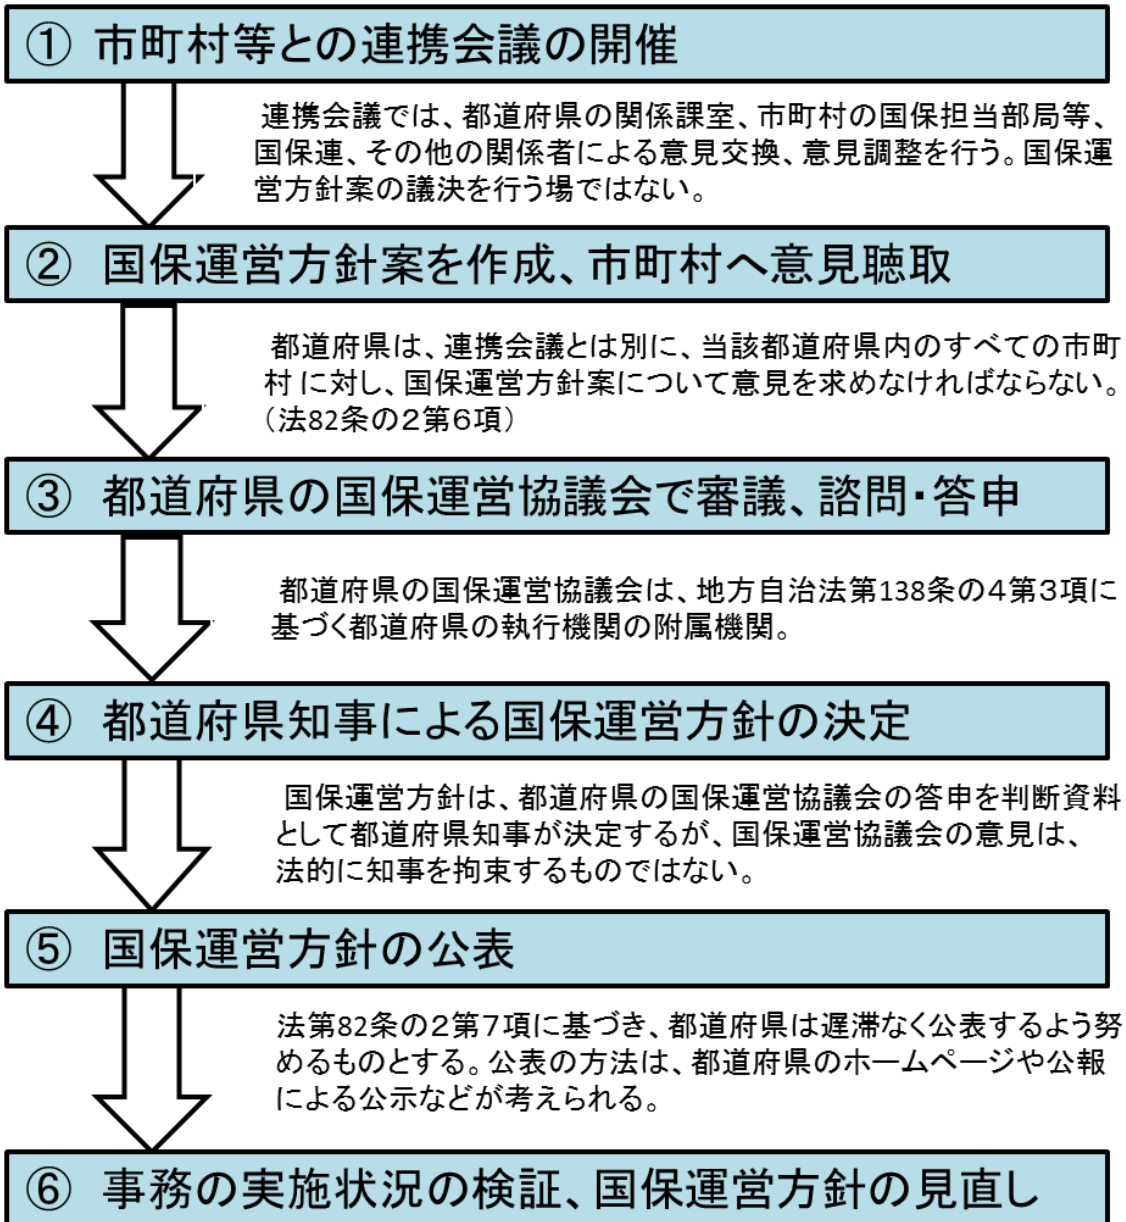 ① 市町村等との連携会議の開催
連携会議では、都道府県の関係課室、市町村の国保担当部局等、
国保連、その他の関係者による意見交換、意見調整を行う。国保運
営方針案の議決を行う場ではない。
② 国保運営方針案を作成、市町村へ意見聴取
都道府県は、連携会議とは別に、当該都道府県内のすべての市町
村 に対し、国保運営方針案について意見を求めなければならない。
(法82条の2第6項)
③ 都道府県の国保運営協議会で審議、諮問・答申
都道府県の国保運営協議会は、地方自治法第138条の4第3項に
基づく都道府県の執行機関の附属機関。
④ 都道府県知事による国保運営方針の決定
国保運営方針は、都道府県の国保運営協議会の答申を判断資料
として都道府県知事が決定するが、国保運営協議会の意見は、
法的に知事を拘束するものではない。
⑤ 国保運営方針の公表
法第82条の2第7項に基づき、都道府県は遅滞なく公表するよう努
めるものとする。公表の方法は、都道府県のホームページや公報
による公示などが考えられる。
⑥ 事務の実施状況の検証、国保運営方針の見直し